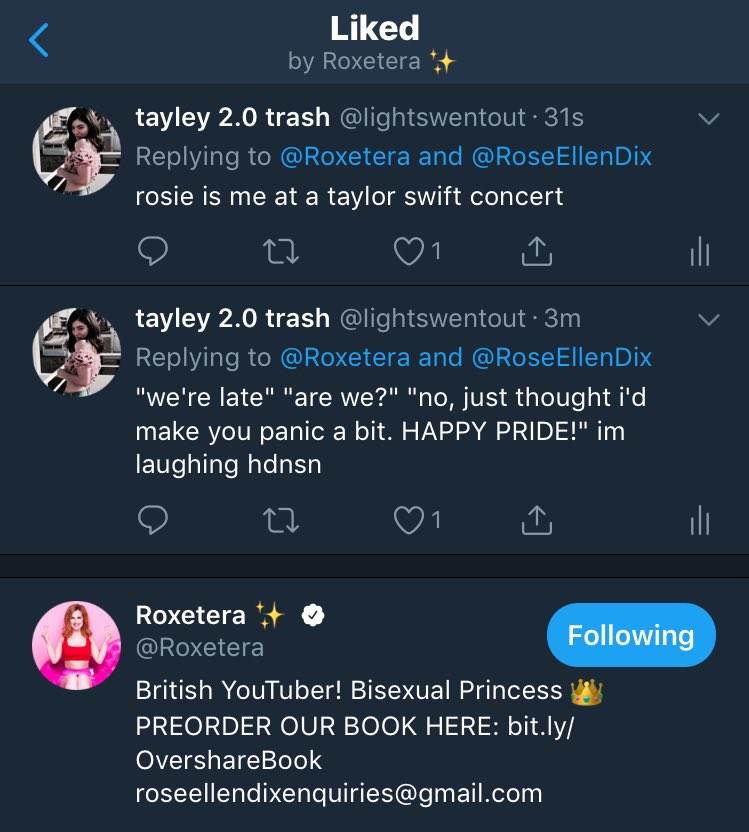 Liked
by Roxetera ✨
tayley 2.0 trash @lightswentout · 31s
Replying to @Roxetera and @RoseEllenDix
rosie is me at a taylor swift concert
1
tayley 2.0 trash @lightswentout · 3m
Replying to @Roxetera and @RoseEllenDix
"we're late" "are we?" "no, just thought i'd
make you panic a bit. HAPPY PRIDE!" im
laughing hdnsn
1
Roxetera ✨
@Roxetera
Following
British YouTuber! Bisexual Princess 👑
PREORDER OUR BOOK HERE: bit.ly/
OvershareBook
roseellendixenquiries@gmail.com